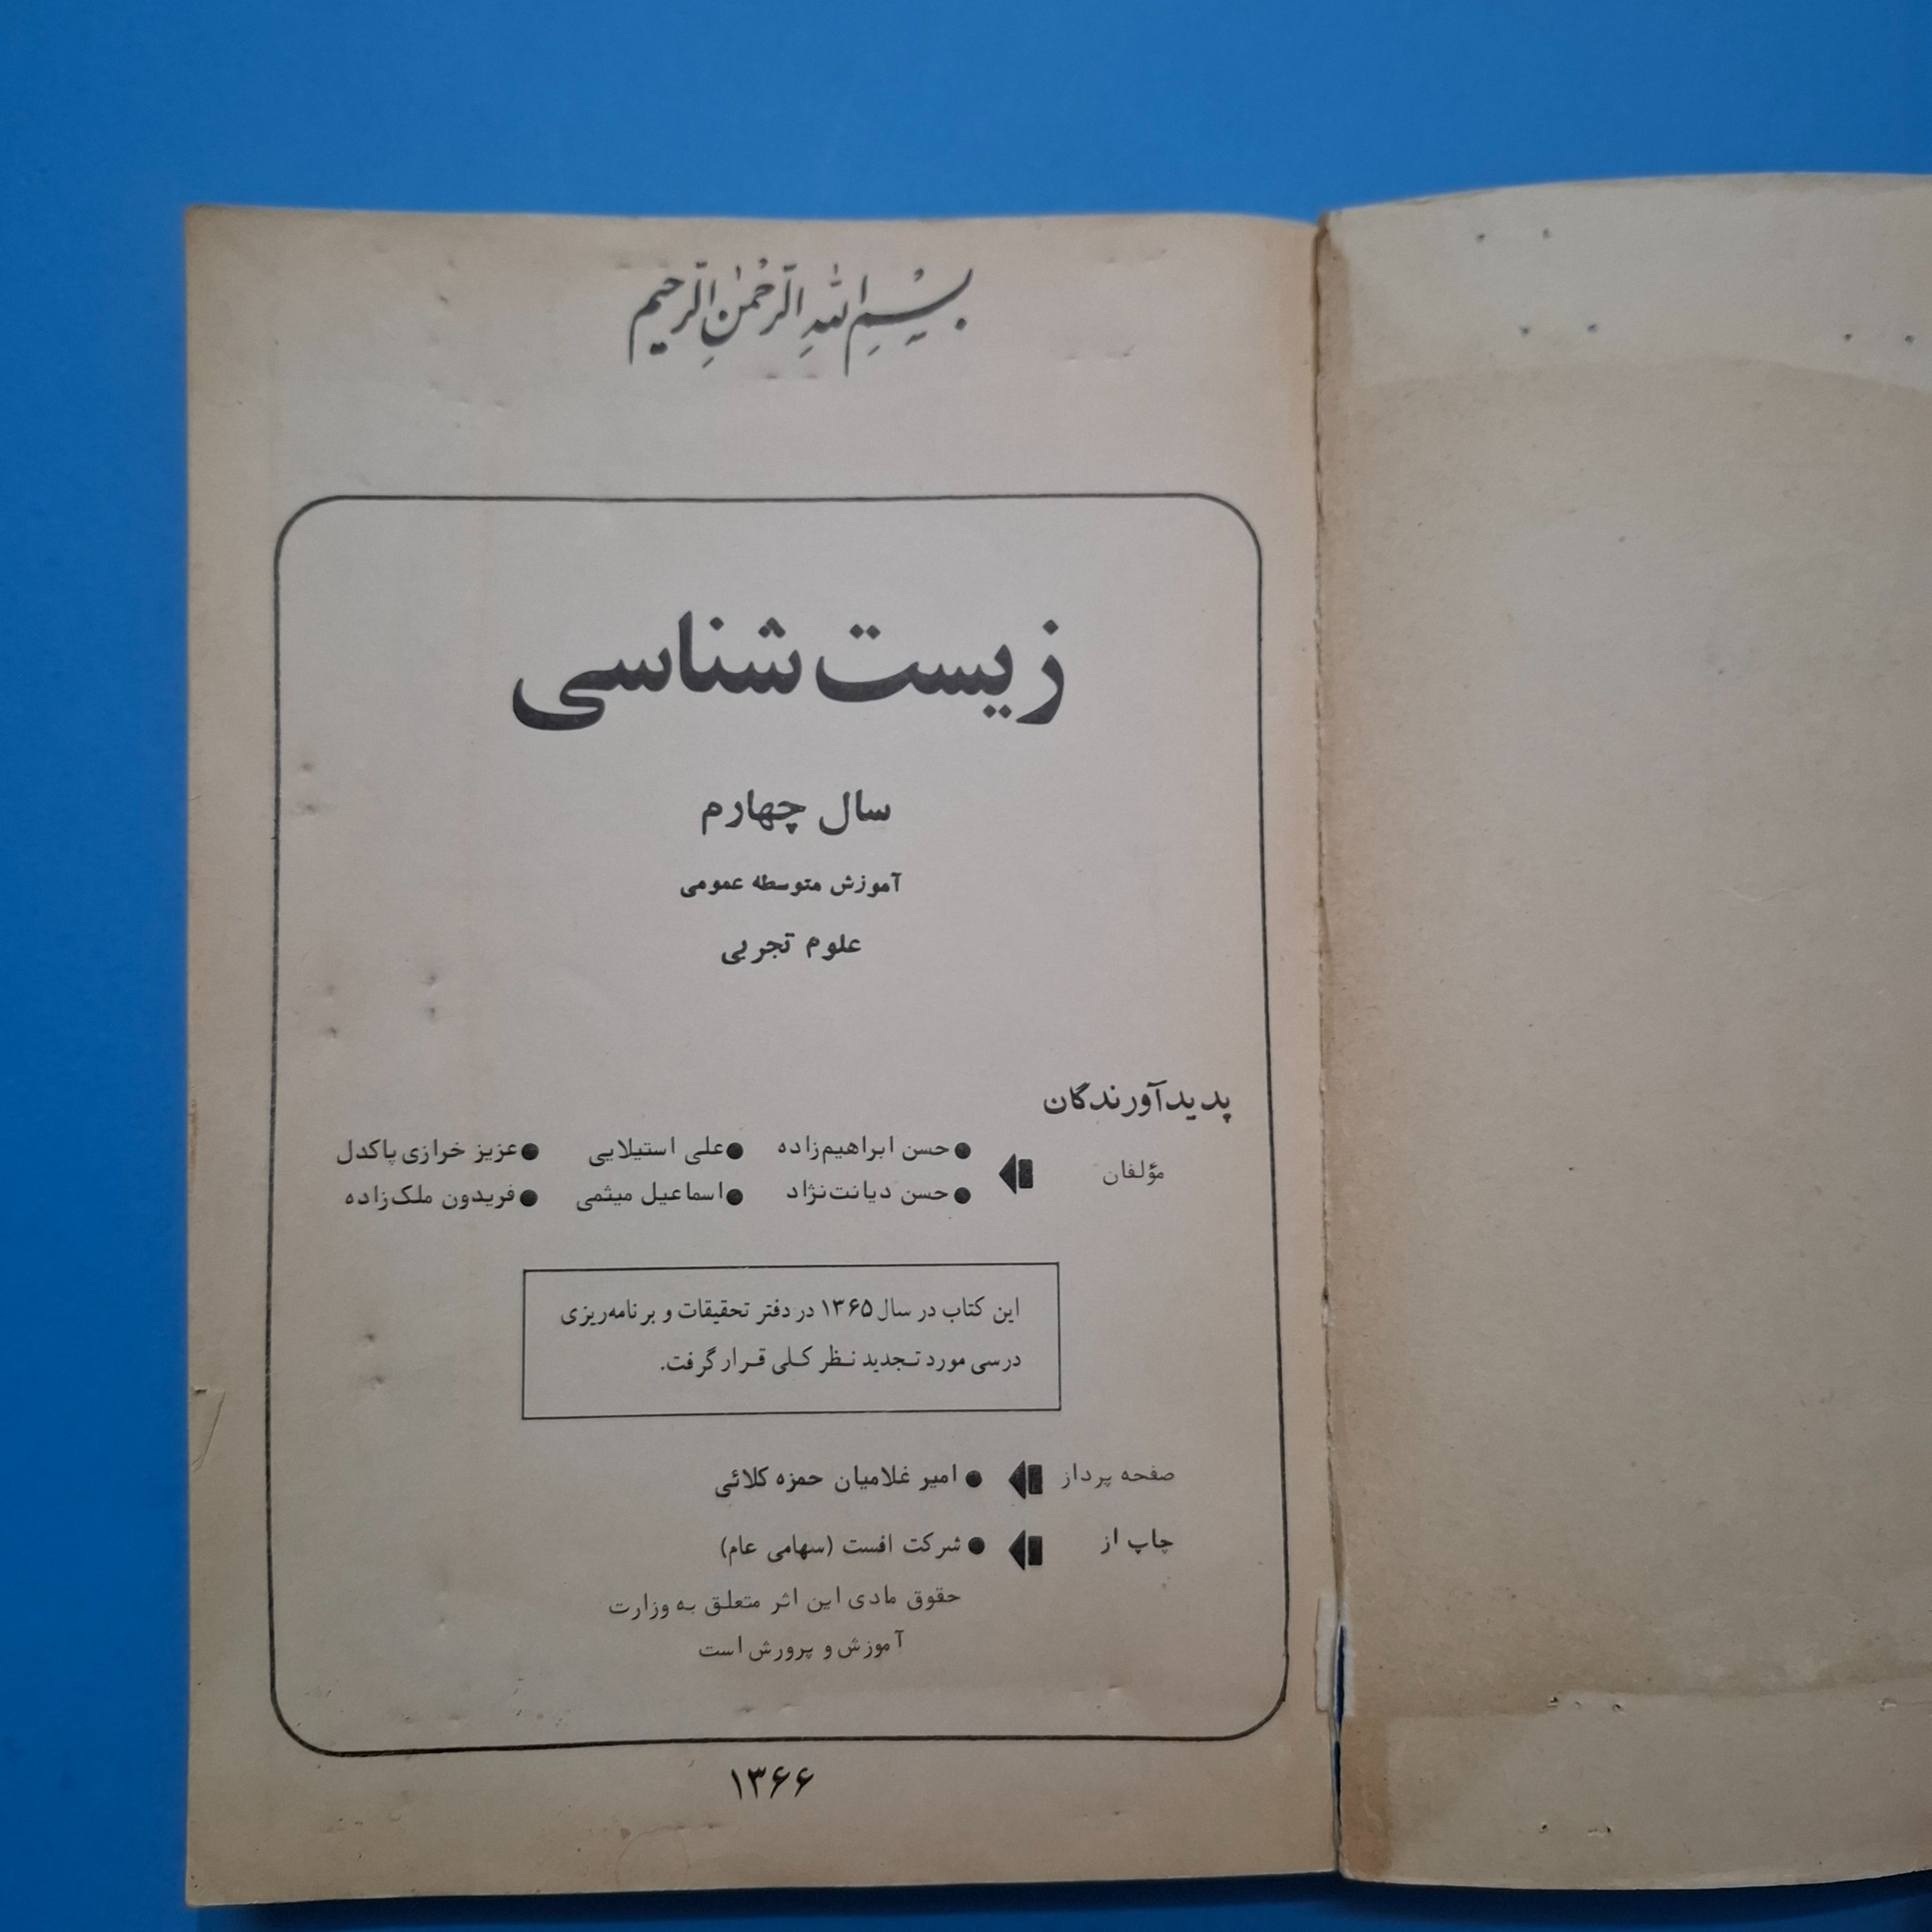 بِسْمِ اللهِ الرَّحْمٰنِ الرَّحیم
زیست‌شناسی
سال چهارم
آموزش متوسطه عمومی
علوم تجربی
پدیدآورندگان
مؤلفان ● حسن ابراهیم‌زاده ● علی استیلایی ● عزیز خرازی پاکدل
● حسن دیانت‌نژاد ● اسماعیل میثمی ● فریدون ملک‌زاده
این کتاب در سال ۱۳۶۵ در دفتر تحقیقات و برنامه‌ریزی
درسی مورد تجدید نظر کلی قرار گرفت.
صفحه پرداز ● امیر غلامیان حمزه کلائی
چاپ از ● شرکت افست (سهامی عام)
حقوق مادی این اثر متعلق به وزارت
آموزش و پرورش است
۱۳۶۶